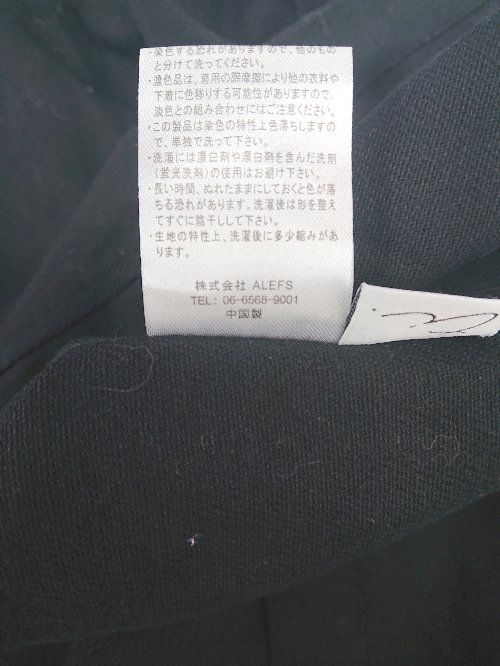 染色する恐れがありますので、他のもの
と分けて洗ってください。
・濃色品は、着用の際摩擦により他の衣料や
下着に色移りする可能性がありますので、
淡色との組み合わせにはご注意ください。
・この製品は染色の特性上色落ちしますの
で、単独で洗って下さい。
・洗濯には漂白剤や漂白剤を含んだ洗剤
(蛍光洗剤)の使用はお避け下さい。
・長い時間、ぬれたままにしておくと色が落
ちる恐れがあります。洗濯後は形を整え
てすぐに陰干しして下さい。
・生地の特性上、洗濯後に多少縮みがあ
ります。
株式会社 ALEFS
TEL: 06-6568-9001
中国製